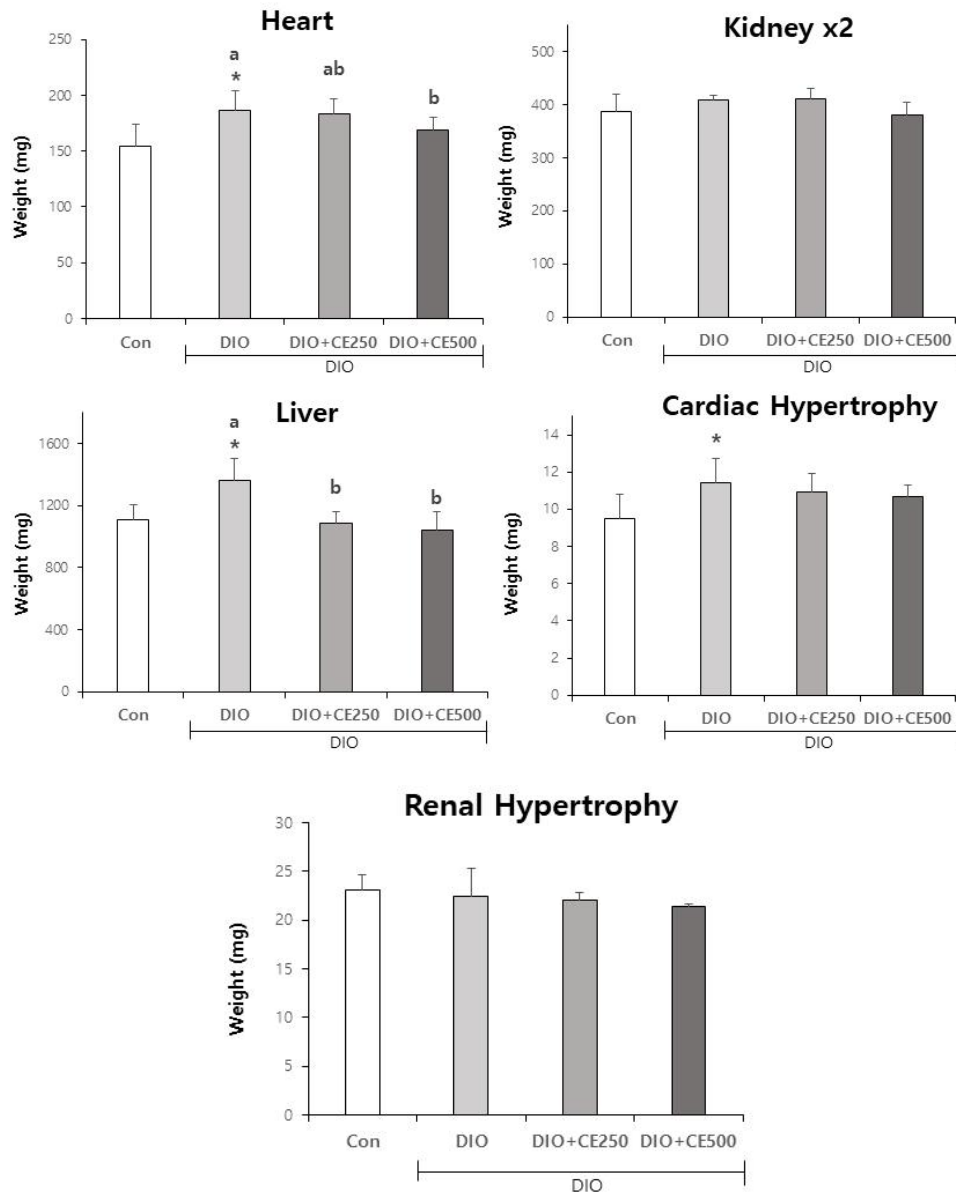 Heart
Weight (mg)
250
200
150
100
50
0
a
*
ab
b
Con DIO DIO+CE250 DIO+CE500
DIO
Kidney x2
Weight (mg)
500
400
300
200
100
0
Con DIO DIO+CE250 DIO+CE500
DIO
Liver
Weight (mg)
1600
1200
800
400
0
a
*
b
b
Con DIO DIO+CE250 DIO+CE500
DIO
Cardiac Hypertrophy
Weight (mg)
14
12
10
8
6
4
2
0
*
Con DIO DIO+CE250 DIO+CE500
DIO
Renal Hypertrophy
Weight (mg)
30
25
20
15
10
5
0
Con DIO DIO+CE250 DIO+CE500
DIO